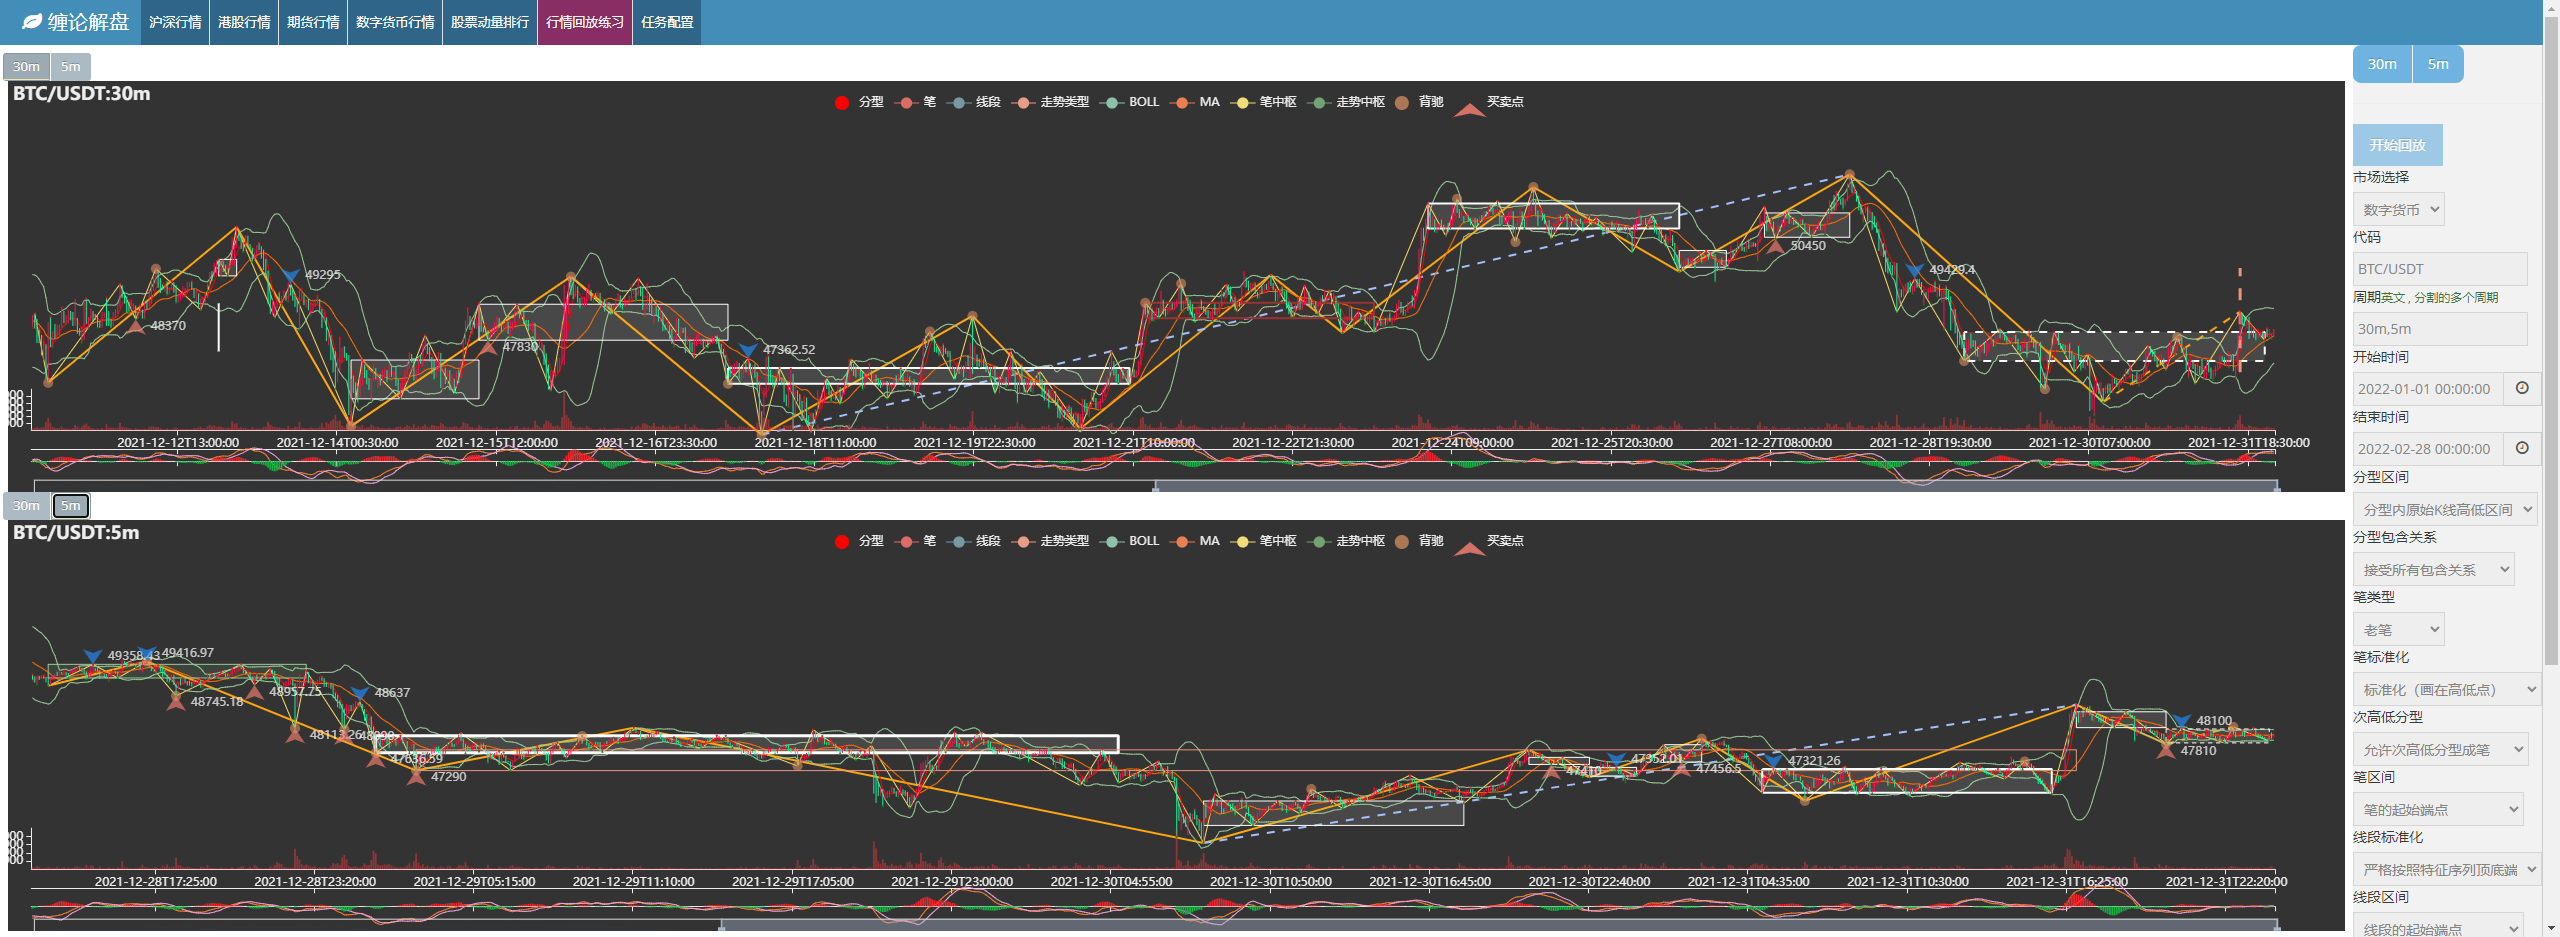 缠论解盘 沪深行情 港股行情 期货行情 数字货币行情 股票动量排行 行情回放练习 任务配置
30m 5m
BTC/USDT:30m
分型 笔 线段 走势类型 BOLL MA 笔中枢 走势中枢 背驰 买卖点
50450
49295
49429.4
48370
47830
47362.52
2021-12-12T13:00:00 2021-12-14T00:30:00 2021-12-15T12:00:00 2021-12-16T23:30:00 2021-12-18T11:00:00 2021-12-19T22:30:00 2021-12-21T10:00:00 2021-12-22T21:30:00 2021-12-24T09:00:00 2021-12-25T20:30:00 2021-12-27T08:00:00 2021-12-28T19:30:00 2021-12-30T07:00:00 2021-12-31T18:30:00
30m 5m
BTC/USDT:5m
分型 笔 线段 走势类型 BOLL MA 笔中枢 走势中枢 背驰 买卖点
49358.43 49416.97
48957.75 48637
48745.18
48100
48113.26
47810
47636.59
47290
47410
47352.01
47456.5
47321.26
2021-12-28T17:25:00 2021-12-28T23:20:00 2021-12-29T05:15:00 2021-12-29T11:10:00 2021-12-29T17:05:00 2021-12-29T23:00:00 2021-12-30T04:55:00 2021-12-30T10:50:00 2021-12-30T16:45:00 2021-12-30T22:40:00 2021-12-31T04:35:00 2021-12-31T10:30:00 2021-12-31T16:25:00 2021-12-31T22:20:00
30m 5m
开始回放
市场选择
数字货币
代码
BTC/USDT
周期英文 , 分割的多个周期
30m,5m
开始时间
2022-01-01 00:00:00
结束时间
2022-02-28 00:00:00
分型区间
分型内原始K线高低区间
分型包含关系
接受所有包含关系
笔类型
老笔
笔标准化
标准化（画在高低点）
次高低分型
允许次高低分型成笔
笔区间
笔的起始端点
线段标准化
严格按照特征序列顶底端
线段区间
线段的起始端点